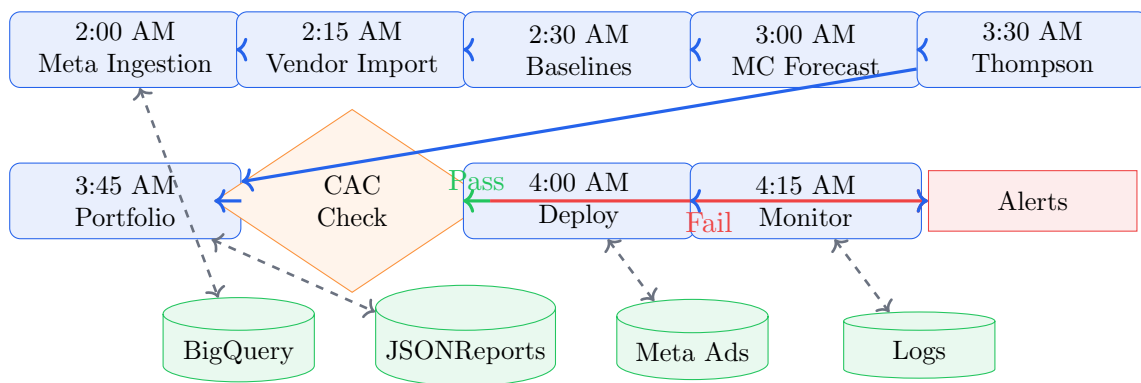 2:00 AM
Meta Ingestion
2:15 AM
Vendor Import
2:30 AM
Baselines
3:00 AM
MC Forecast
3:30 AM
Thompson
3:45 AM
Portfolio
CAC
Check
Pass
4:00 AM
Deploy
Fail
4:15 AM
Monitor
Alerts
BigQuery
JSONReports
Meta Ads
Logs